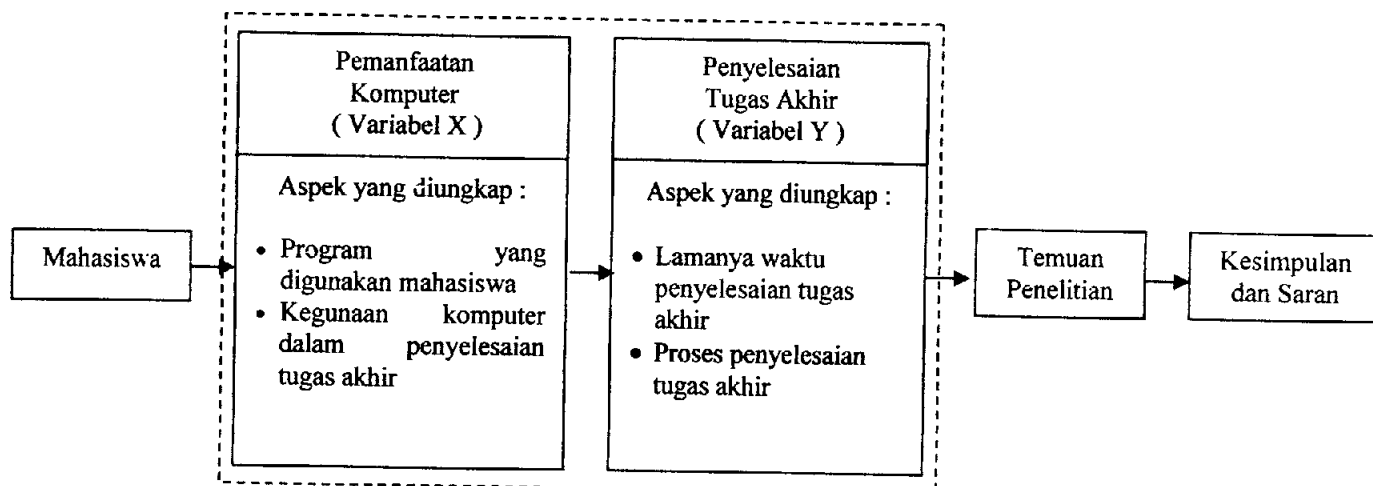 Mahasiswa
Pemanfaatan
Komputer
( Variabel X )
Aspek yang diungkap :
• Program yang
digunakan mahasiswa
• Kegunaan komputer
dalam penyelesaian
tugas akhir
Penyelesaian
Tugas Akhir
( Variabel Y )
Aspek yang diungkap :
• Lamanya waktu
penyelesaian tugas
akhir
• Proses penyelesaian
tugas akhir
Temuan
Penelitian
Kesimpulan
dan Saran